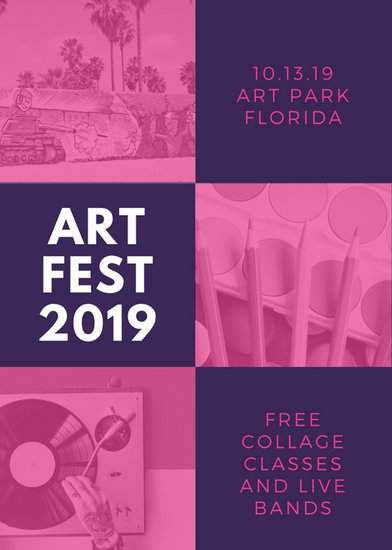 10.13.19
ART PARK
FLORIDA
ART
FEST
2019
FREE
COLLAGE
CLASSES
AND LIVE
BANDS